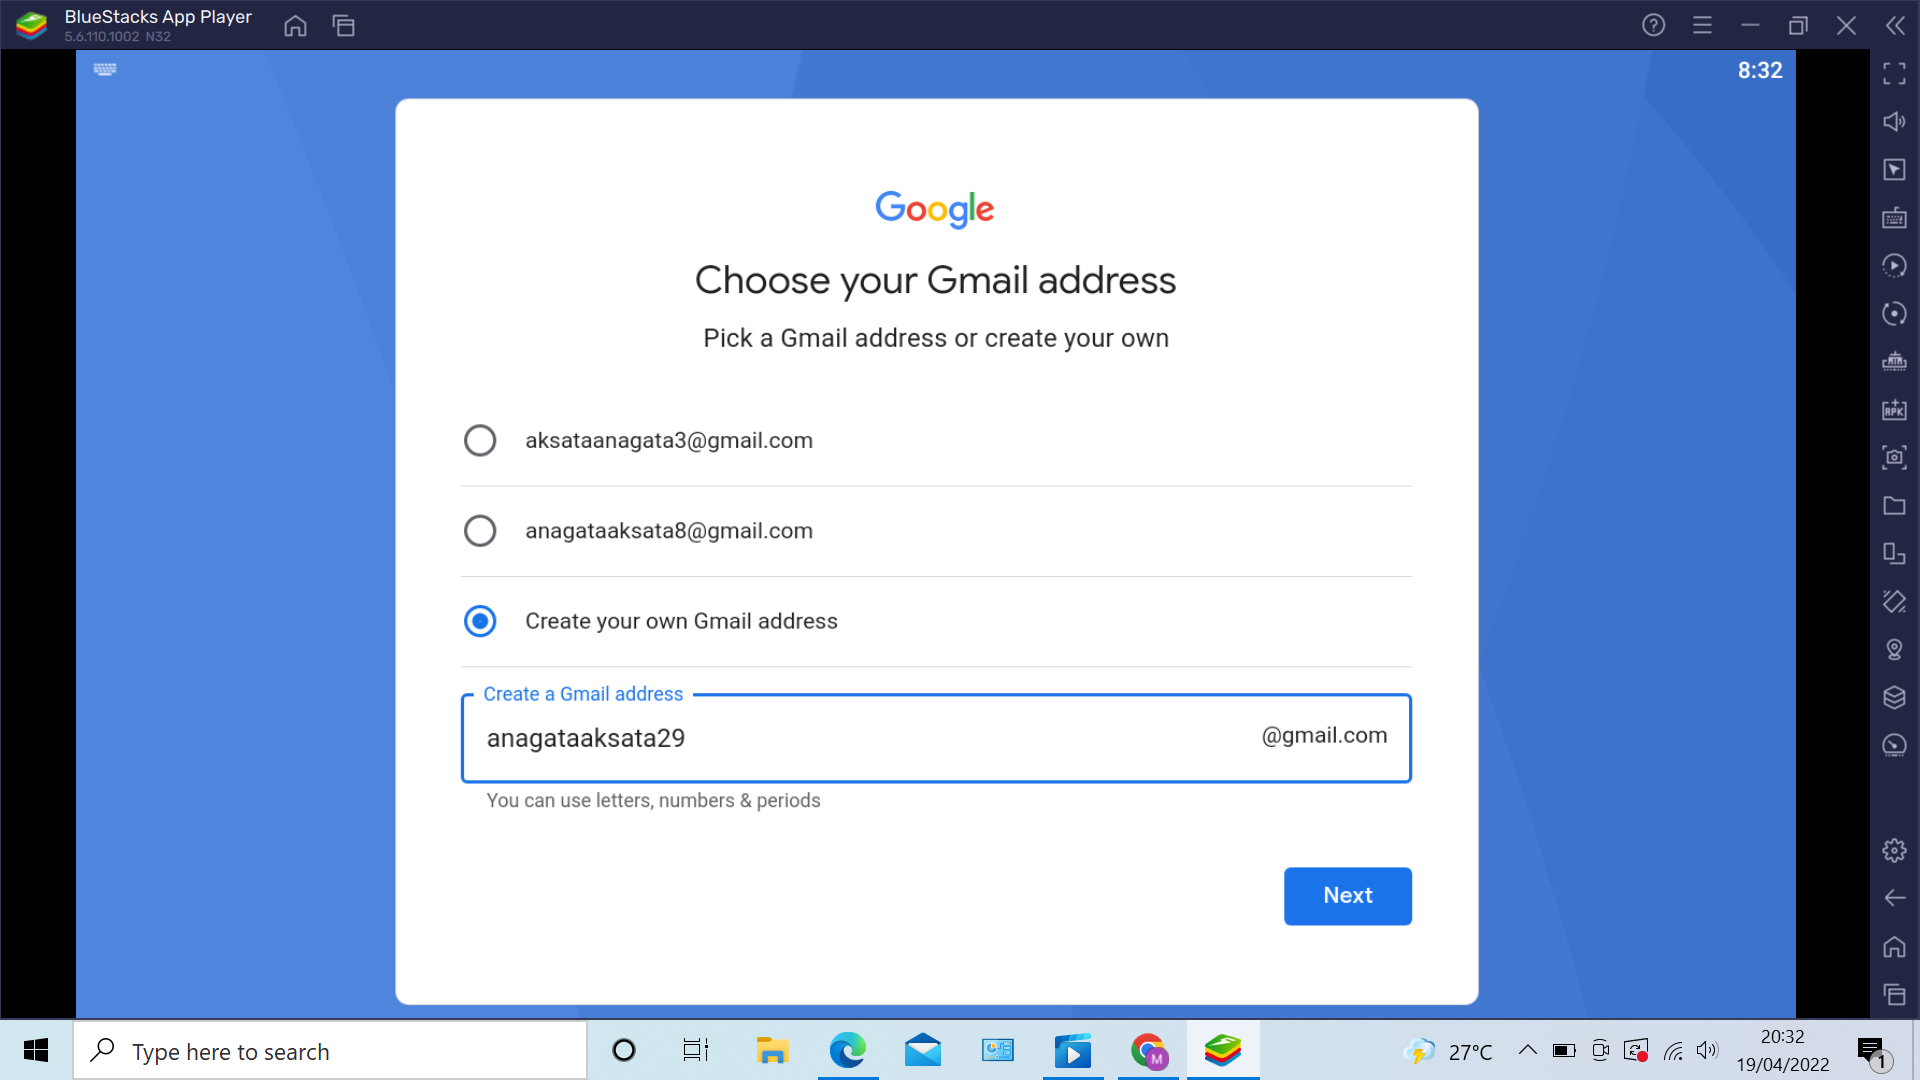 BlueStacks App Player
5.6.110.1002 N32
8:32
Google
Choose your Gmail address
Pick a Gmail address or create your own
aksataanagata3@gmail.com
anagataaksata8@gmail.com
Create your own Gmail address
Create a Gmail address
anagataaksata29
@gmail.com
You can use letters, numbers & periods
Next
APK
Type here to search
M
27°C
20:32
19/04/2022
1